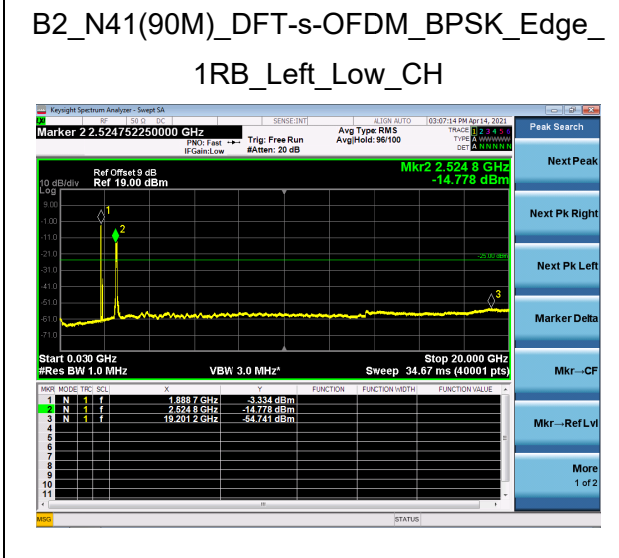 B2_N41(90M)_DFT-s-OFDM_BPSK_Edge_
1RB_Left_Low_CH
Keysight Spectrum Analyzer - Swept SA
RF 50 Ω DC SENSE:INT ALIGN AUTO 03:07:14 PM Apr 14, 2021
Marker 2 2.524752250000 GHz
PNO: Fast
IFGain:Low
Trig: Free Run
#Atten: 20 dB
Avg Type: RMS
Avg|Hold: 96/100
TRACE 1 2 3 4 5 6
TYPE A WWWWW
DET A N N N N N
Peak Search
Ref Offset 9 dB
10 dB/div Ref 19.00 dBm
Log
Mkr2 2.524 8 GHz
-14.778 dBm
9.00
-1.00
-11.0
-21.0
-31.0
-41.0
-51.0
-61.0
-71.0
1
2
3
-25.00 dBm
Start 0.030 GHz
Stop 20.000 GHz
#Res BW 1.0 MHz VBW 3.0 MHz* Sweep 34.67 ms (40001 pts)
MKR MODE TRC SCL X Y FUNCTION FUNCTION WIDTH FUNCTION VALUE
1 N 1 f 1.888 7 GHz -3.334 dBm
2 N 1 f 2.524 8 GHz -14.778 dBm
3 N 1 f 19.201 2 GHz -54.741 dBm
4
5
6
7
8
9
10
11
Next Peak
Next Pk Right
Next Pk Left
Marker Delta
Mkr→CF
Mkr→RefLvl
More
1 of 2
MSG STATUS